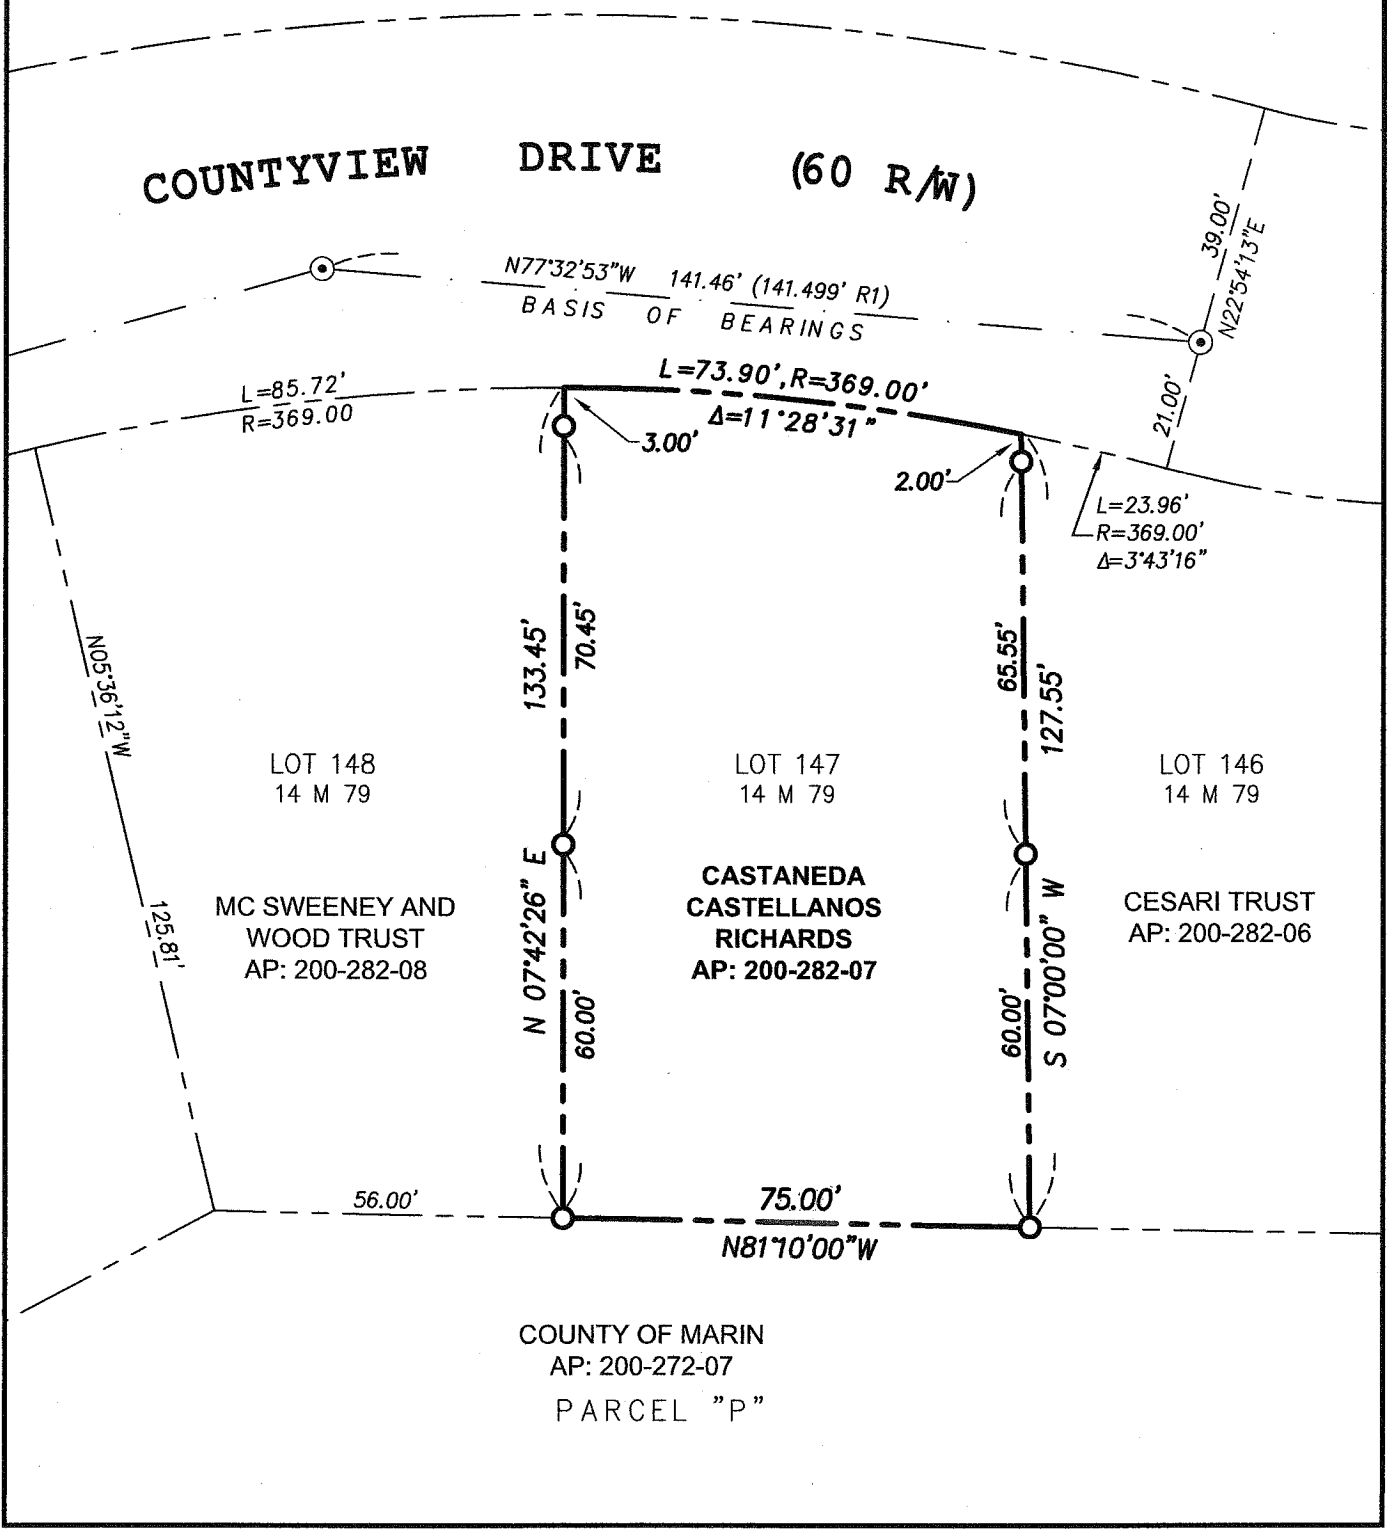 COUNTYVIEW DRIVE (60 R/W)
39.00'
N22°54'13"E
N77°32'53"W 141.46' (141.499' R1)
BASIS OF BEARINGS
21.00'
L=85.72'
R=369.00
L=73.90', R=369.00'
Δ=11°28'31"
3.00'
2.00'
L=23.96'
R=369.00'
Δ=3°43'16"
N05°36'12"W
125.81'
133.45'
70.45'
65.55'
127.55'
LOT 148
14 M 79
LOT 147
14 M 79
LOT 146
14 M 79
MC SWEENEY AND
WOOD TRUST
AP: 200-282-08
N 07°42'26" E
60.00'
CASTANEDA
CASTELLANOS
RICHARDS
AP: 200-282-07
60.00'
S 07°00'00" W
CESARI TRUST
AP: 200-282-06
56.00'
75.00'
N81°10'00"W
COUNTY OF MARIN
AP: 200-272-07
PARCEL "P"